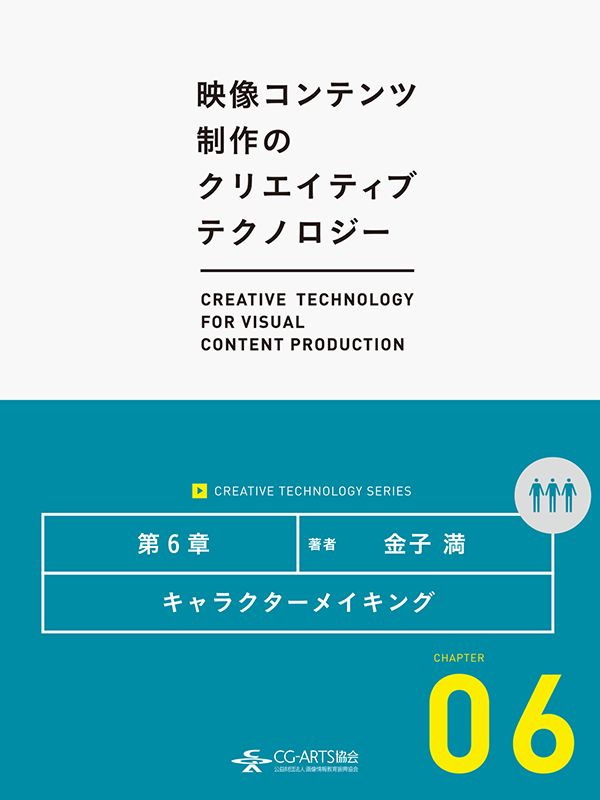 映像コンテンツ
制作の
クリエイティブ
テクノロジー
CREATIVE TECHNOLOGY
FOR VISUAL
CONTENT PRODUCTION
CREATIVE TECHNOLOGY SERIES
第6章
著者 金子 満
キャラクターメイキング
CHAPTER
06
CG-ARTS協会
公益財団法人 画像情報教育振興協会